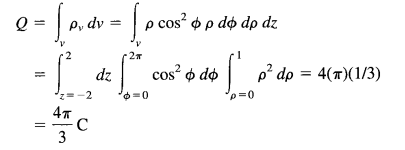 Q = ∫_v ρ_v dv = ∫_v ρ cos² φ ρ dφ dρ dz
= ∫_{z=-2}^{2} dz ∫_{φ=0}^{2π} cos² φ dφ ∫_{ρ=0}^{1} ρ² dρ = 4(π)(1/3)
= 4π/3 C